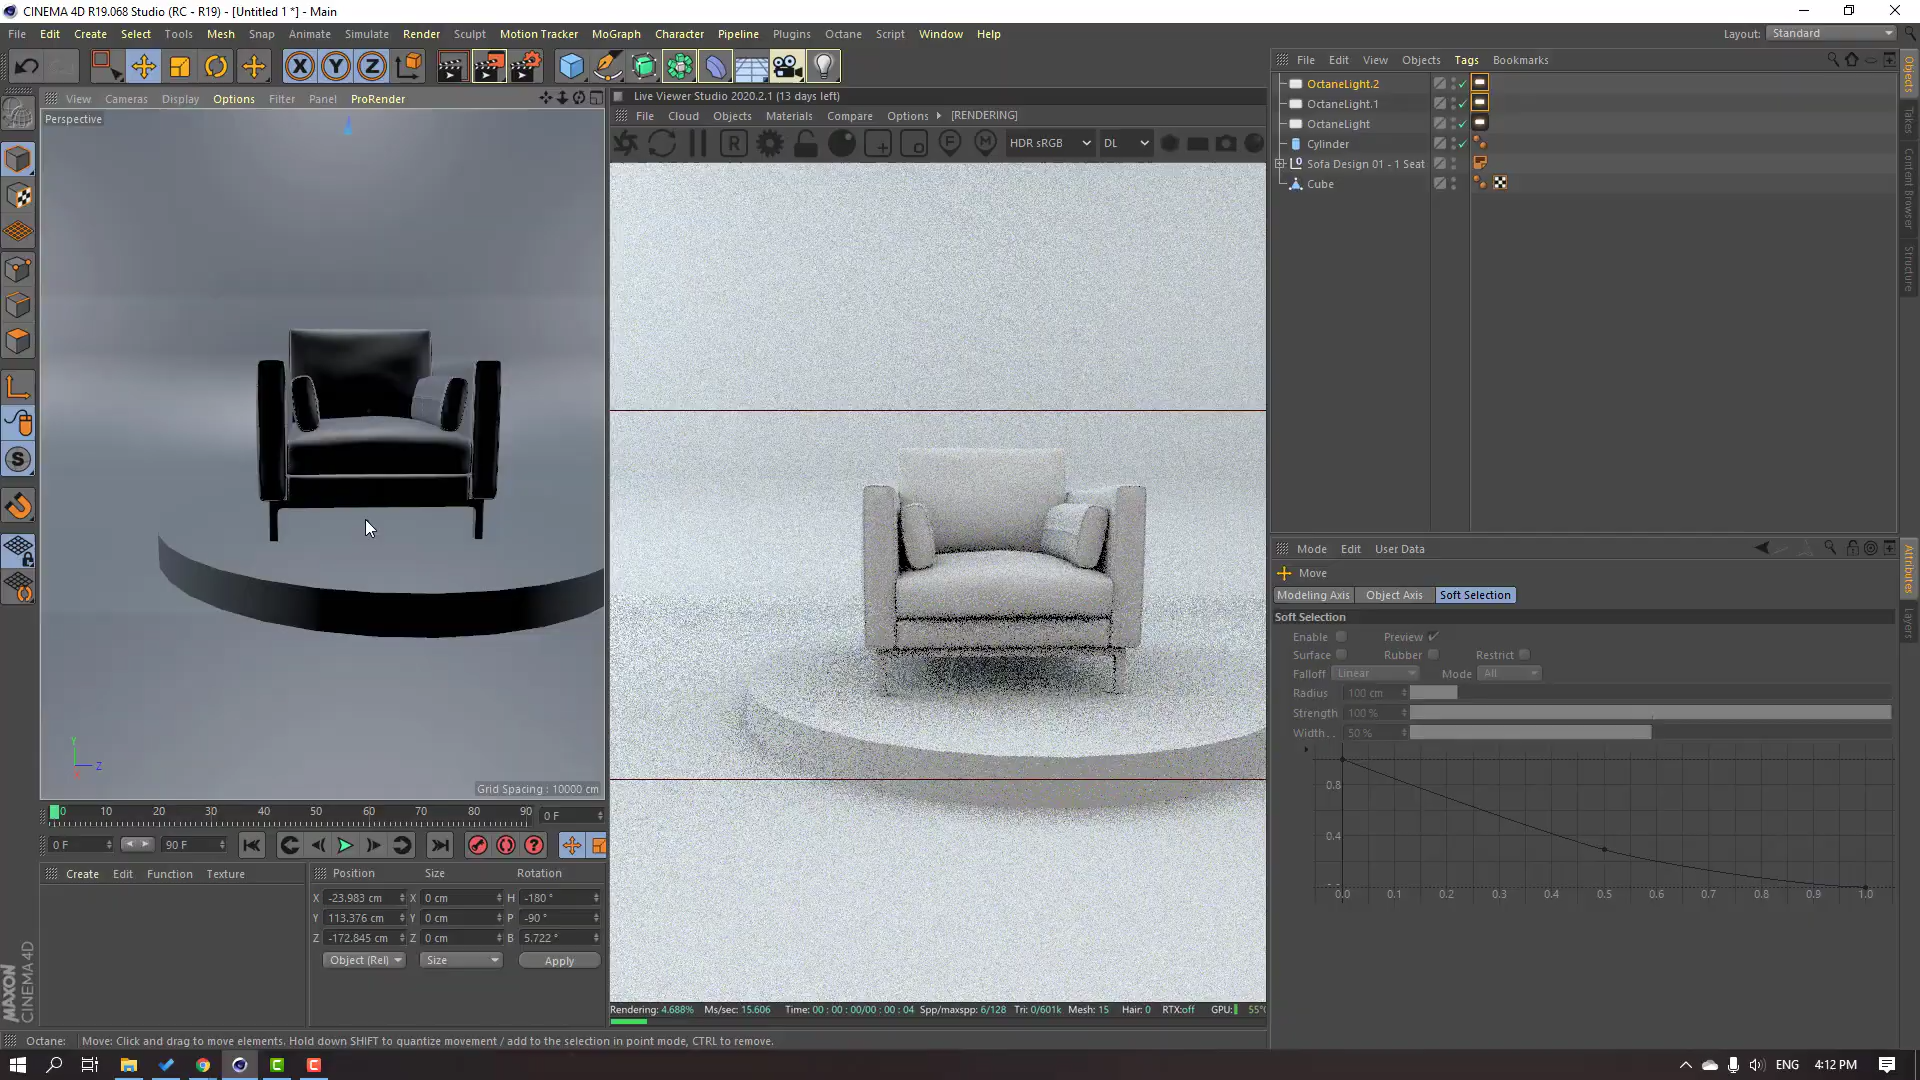 CINEMA 4D R19.068 Studio (RC - R19) - [Untitled 1 *] - Main
File Edit Create Select Tools Mesh Snap Animate Simulate Render Sculpt Motion Tracker MoGraph Character Pipeline Plugins Octane Script Window Help
Layout: Standard
X Y Z
View Cameras Display Options Filter Panel ProRender
Perspective
Live Viewer Studio 2020.2.1 (13 days left)
File Cloud Objects Materials Compare Options [RENDERING]
R F M HDR sRGB DL
File Edit View Objects Tags Bookmarks
OctaneLight.2
OctaneLight.1
OctaneLight
Cylinder
Sofa Design 01 - 1 Seat
Cube
Objects
Takes
Content Browser
Structure
Mode Edit User Data
Move
Modeling Axis Object Axis Soft Selection
Soft Selection
Enable Preview
Surface Rubber Restrict
Falloff Linear Mode All
Radius 100 cm
Strength 100 %
Width.. 50 %
0.8
0.4
0.0 0.1 0.2 0.3 0.4 0.5 0.6 0.7 0.8 0.9 1.0
Attributes
Layers
S
Y
Z
Grid Spacing : 10000 cm
0 10 20 30 40 50 60 70 80 90 0 F
0 F 90 F
Create Edit Function Texture
Position Size Rotation
X -23.983 cm X 0 cm H -180 °
Y 113.376 cm Y 0 cm P -90 °
Z -172.845 cm Z 0 cm B 5.722 °
Object (Rel) Size Apply
MAXON
CINEMA 4D
Rendering: 4.688% Ms/sec: 15.606 Time: 00 : 00 : 00/00 : 00 : 04 Spp/maxspp: 6/128 Tri: 0/601k Mesh: 15 Hair: 0 RTX:off GPU: 55°
Octane: Move: Click and drag to move elements. Hold down SHIFT to quantize movement / add to the selection in point mode, CTRL to remove.
ENG 4:12 PM